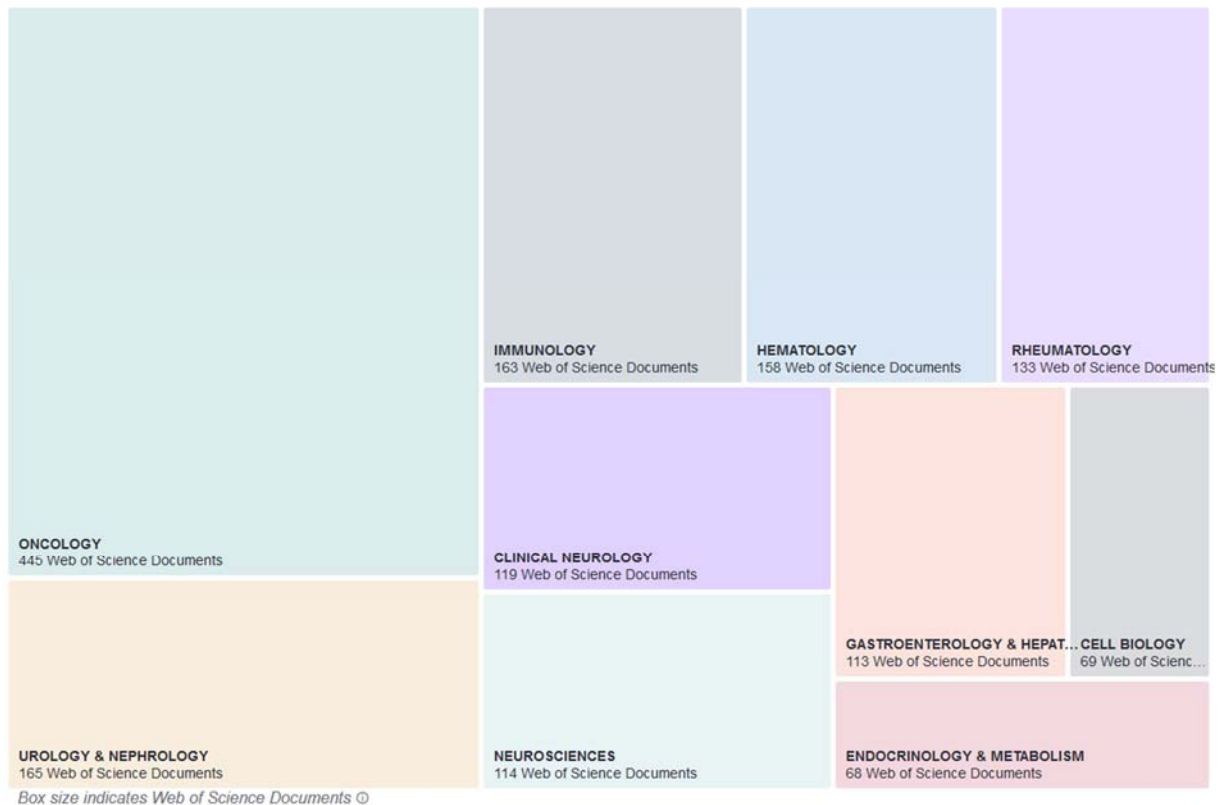 IMMUNOLOGY
163 Web of Science Documents
HEMATOLOGY
158 Web of Science Documents
RHEUMATOLOGY
133 Web of Science Documents
ONCOLOGY
445 Web of Science Documents
CLINICAL NEUROLOGY
119 Web of Science Documents
GASTROENTEROLOGY & HEPAT...
113 Web of Science Documents
CELL BIOLOGY
69 Web of Scienc...
UROLOGY & NEPHROLOGY
165 Web of Science Documents
NEUROSCIENCES
114 Web of Science Documents
ENDOCRINOLOGY & METABOLISM
68 Web of Science Documents
Box size indicates Web of Science Documents ⓘ